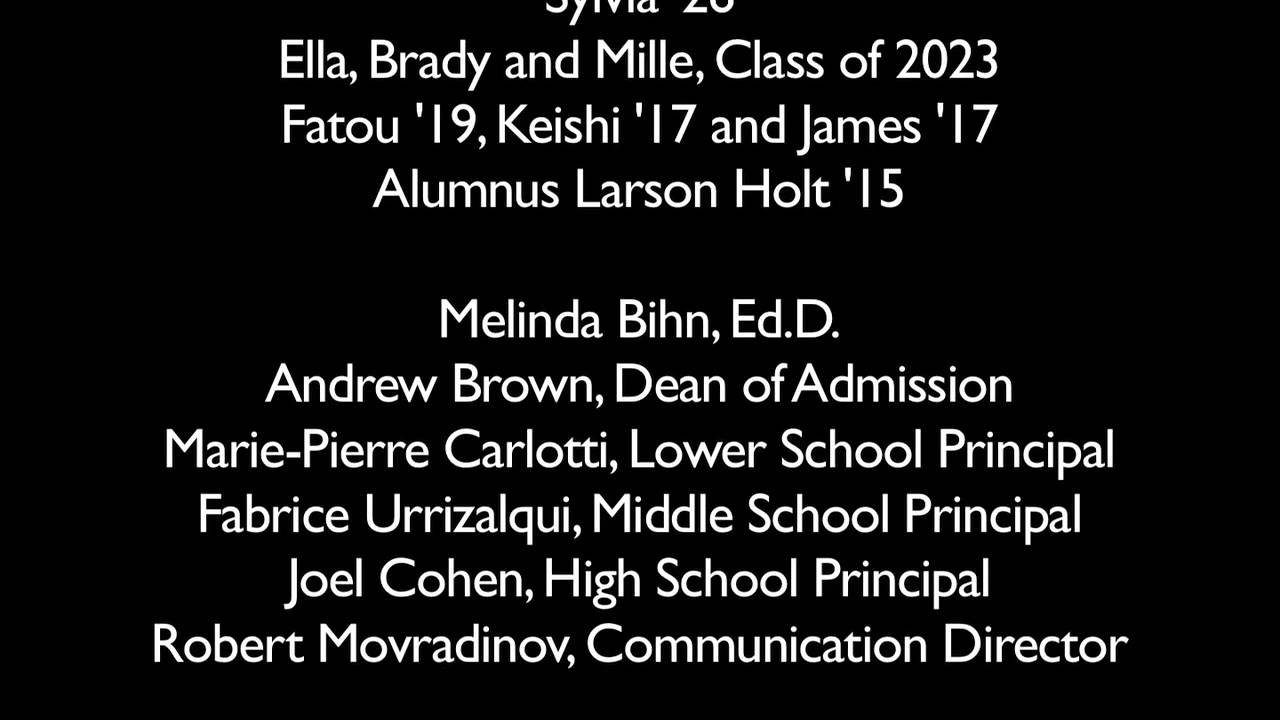 Sylvia '26
Ella, Brady and Mille, Class of 2023
Fatou '19, Keishi '17 and James '17
Alumnus Larson Holt '15
Melinda Bihn, Ed.D.
Andrew Brown, Dean of Admission
Marie-Pierre Carlotti, Lower School Principal
Fabrice Urrizalqui, Middle School Principal
Joel Cohen, High School Principal
Robert Movradinov, Communication Director